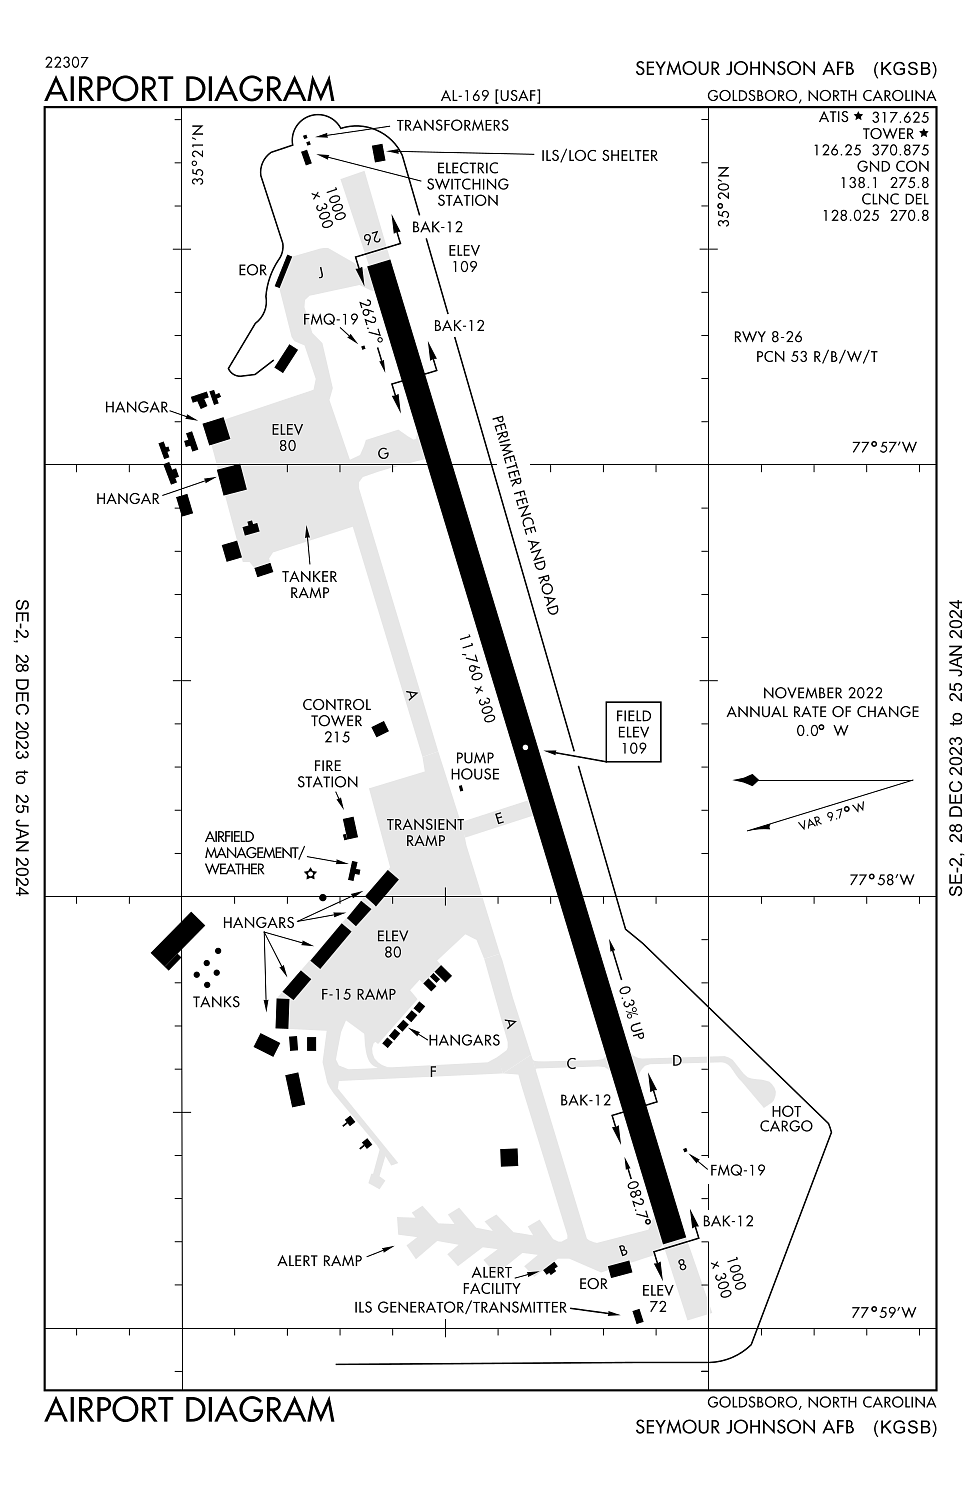 22307
AIRPORT DIAGRAM
AL-169 [USAF]
SEYMOUR JOHNSON AFB (KGSB)
GOLDSBORO, NORTH CAROLINA
ATIS ★ 317.625
TOWER ★
126.25 370.875
GND CON
138.1 275.8
CLNC DEL
128.025 270.8
35°21'N
35°20'N
TRANSFORMERS
ILS/LOC SHELTER
ELECTRIC
SWITCHING
STATION
1000
x 300
26
BAK-12
ELEV
109
EOR
J
262.7°
FMQ-19
BAK-12
RWY 8-26
PCN 53 R/B/W/T
HANGAR
ELEV
80
G
77°57'W
HANGAR
PERIMETER FENCE AND ROAD
TANKER
RAMP
SE-2, 28 DEC 2023 to 25 JAN 2024
SE-2, 28 DEC 2023 to 25 JAN 2024
11,760 x 300
A
CONTROL
TOWER
215
FIELD
ELEV
109
NOVEMBER 2022
ANNUAL RATE OF CHANGE
0.0° W
VAR 9.7° W
FIRE
STATION
PUMP
HOUSE
TRANSIENT
RAMP
E
AIRFIELD
MANAGEMENT/
WEATHER
77°58'W
HANGARS
ELEV
80
TANKS
F-15 RAMP
0.3% UP
A
HANGARS
F
C
D
BAK-12
HOT
CARGO
FMQ-19
082.7°
BAK-12
ALERT RAMP
B
8
1000
x 300
ALERT
FACILITY
EOR
ELEV
72
ILS GENERATOR/TRANSMITTER
77°59'W
AIRPORT DIAGRAM
GOLDSBORO, NORTH CAROLINA
SEYMOUR JOHNSON AFB (KGSB)